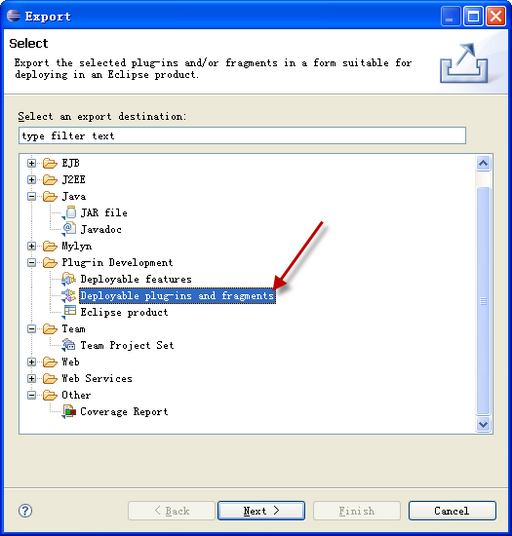 Export
Select
Export the selected plug-ins and/or fragments in a form suitable for
deploying in an Eclipse product.
Select an export destination:
type filter text
EJB
J2EE
Java
JAR file
Javadoc
Mylyn
Plug-in Development
Deployable features
Deployable plug-ins and fragments
Eclipse product
Team
Team Project Set
Web
Web Services
Other
Coverage Report
? < Back Next > Finish Cancel